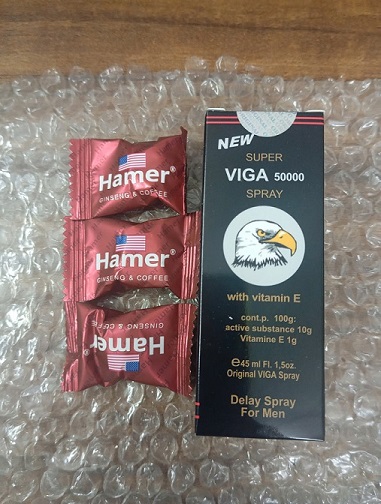 Hamer®
GINSENG & COFFEE
Hamer®
GINSENG & COFFEE
Hamer®
GINSENG & COFFEE
NEW
SUPER
VIGA 50000
SPRAY
with vitamin E
cont.p. 100g:
active substance 10g
Vitamine E 1g
℮45 ml Fl. 1,5oz.
Original VIGA Spray
Delay Spray
For Men